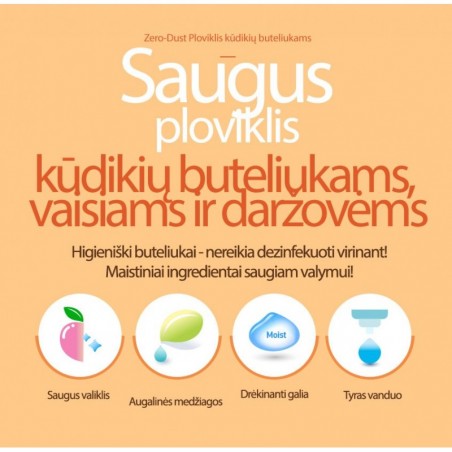 Zero-Dust Ploviklis kūdikių buteliukams
Saugus
ploviklis
kūdikių buteliukams,
vaisiams ir daržovėms
Higieniški buteliukai - nereikia dezinfekuoti virinant!
Maistiniai ingredientai saugiam valymui!
Moist
Saugus valiklis
Augalinės medžiagos
Drėkinanti galia
Tyras vanduo